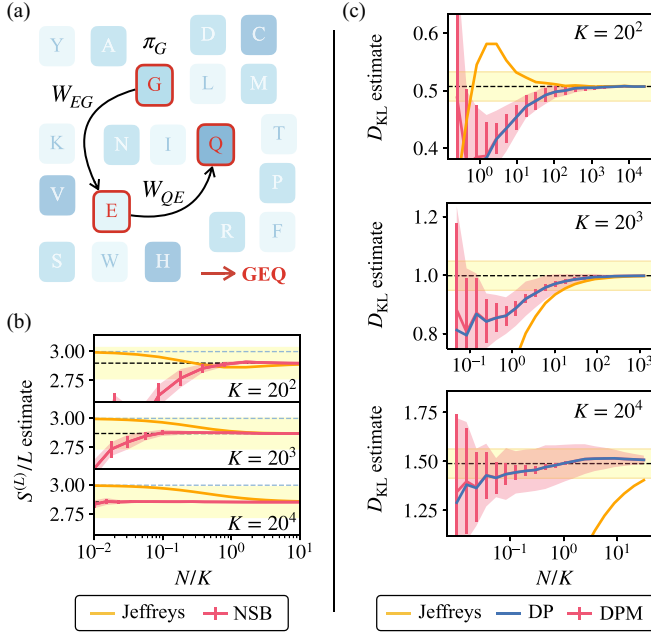 (a)
π_G
Y A D C
G L M
W_EG
K N I Q T
W_QE
V E P
R F
S W H
→ GEQ
(b)
S^(L)/L estimate
3.00
2.75
K = 20^2
3.00
2.75
K = 20^3
3.00
2.75
K = 20^4
10^-2 10^-1 10^0 10^1
N/K
Jeffreys NSB
(c)
D_KL estimate
K = 20^2
0.6
0.5
0.4
10^0 10^1 10^2 10^3 10^4
D_KL estimate
K = 20^3
1.2
1.0
0.8
10^-1 10^0 10^1 10^2 10^3
D_KL estimate
K = 20^4
1.75
1.50
1.25
10^-1 10^0 10^1
N/K
Jeffreys DP DPM